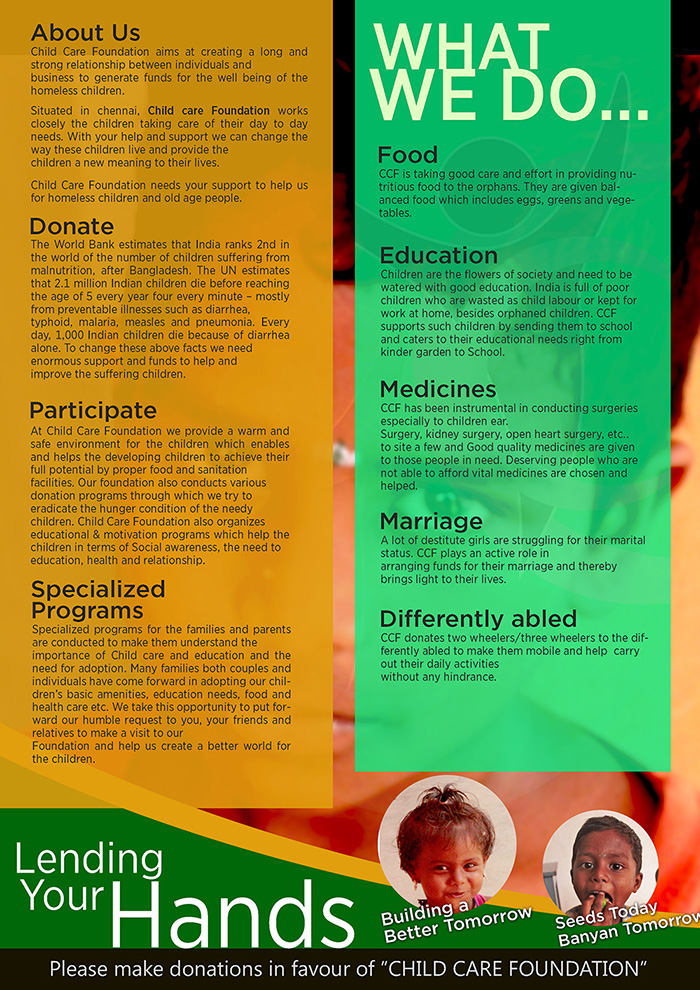 About Us
Child Care Foundation aims at creating a long and
strong relationship between individuals and
business to generate funds for the well being of the
homeless children.
Situated in chennai, Child care Foundation works
closely the children taking care of their day to day
needs. With your help and support we can change the
way these children live and provide the
children a new meaning to their lives.
Child Care Foundation needs your support to help us
for homeless children and old age people.
Donate
The World Bank estimates that India ranks 2nd in
the world of the number of children suffering from
malnutrition, after Bangladesh. The UN estimates
that 2.1 million Indian children die before reaching
the age of 5 every year four every minute – mostly
from preventable illnesses such as diarrhea,
typhoid, malaria, measles and pneumonia. Every
day, 1,000 Indian children die because of diarrhea
alone. To change these above facts we need
enormous support and funds to help and
improve the suffering children.
Participate
At Child Care Foundation we provide a warm and
safe environment for the children which enables
and helps the developing children to achieve their
full potential by proper food and sanitation
facilities. Our foundation also conducts various
donation programs through which we try to
eradicate the hunger condition of the needy
children. Child Care Foundation also organizes
educational & motivation programs which help the
children in terms of Social awareness, the need to
education, health and relationship.
Specialized
Programs
Specialized programs for the families and parents
are conducted to make them understand the
importance of Child care and education and the
need for adoption. Many families both couples and
individuals have come forward in adopting our chil-
dren's basic amenities, education needs, food and
health care etc. We take this opportunity to put for-
ward our humble request to you, your friends and
relatives to make a visit to our
Foundation and help us create a better world for
the children.
WHAT
WE DO...
Food
CCF is taking good care and effort in providing nu-
tritious food to the orphans. They are given bal-
anced food which includes eggs, greens and vege-
tables.
Education
Children are the flowers of society and need to be
watered with good education. India is full of poor
children who are wasted as child labour or kept for
work at home, besides orphaned children. CCF
supports such children by sending them to school
and caters to their educational needs right from
kinder garden to School.
Medicines
CCF has been instrumental in conducting surgeries
especially to children ear.
Surgery, kidney surgery, open heart surgery, etc..
to site a few and Good quality medicines are given
to those people in need. Deserving people who are
not able to afford vital medicines are chosen and
helped.
Marriage
A lot of destitute girls are struggling for their marital
status. CCF plays an active role in
arranging funds for their marriage and thereby
brings light to their lives.
Differently abled
CCF donates two wheelers/three wheelers to the dif-
ferently abled to make them mobile and help carry
out their daily activities
without any hindrance.
Lending
Your Hands
Building a
Better Tomorrow
Seeds Today
Banyan Tomorrow
Please make donations in favour of "CHILD CARE FOUNDATION"